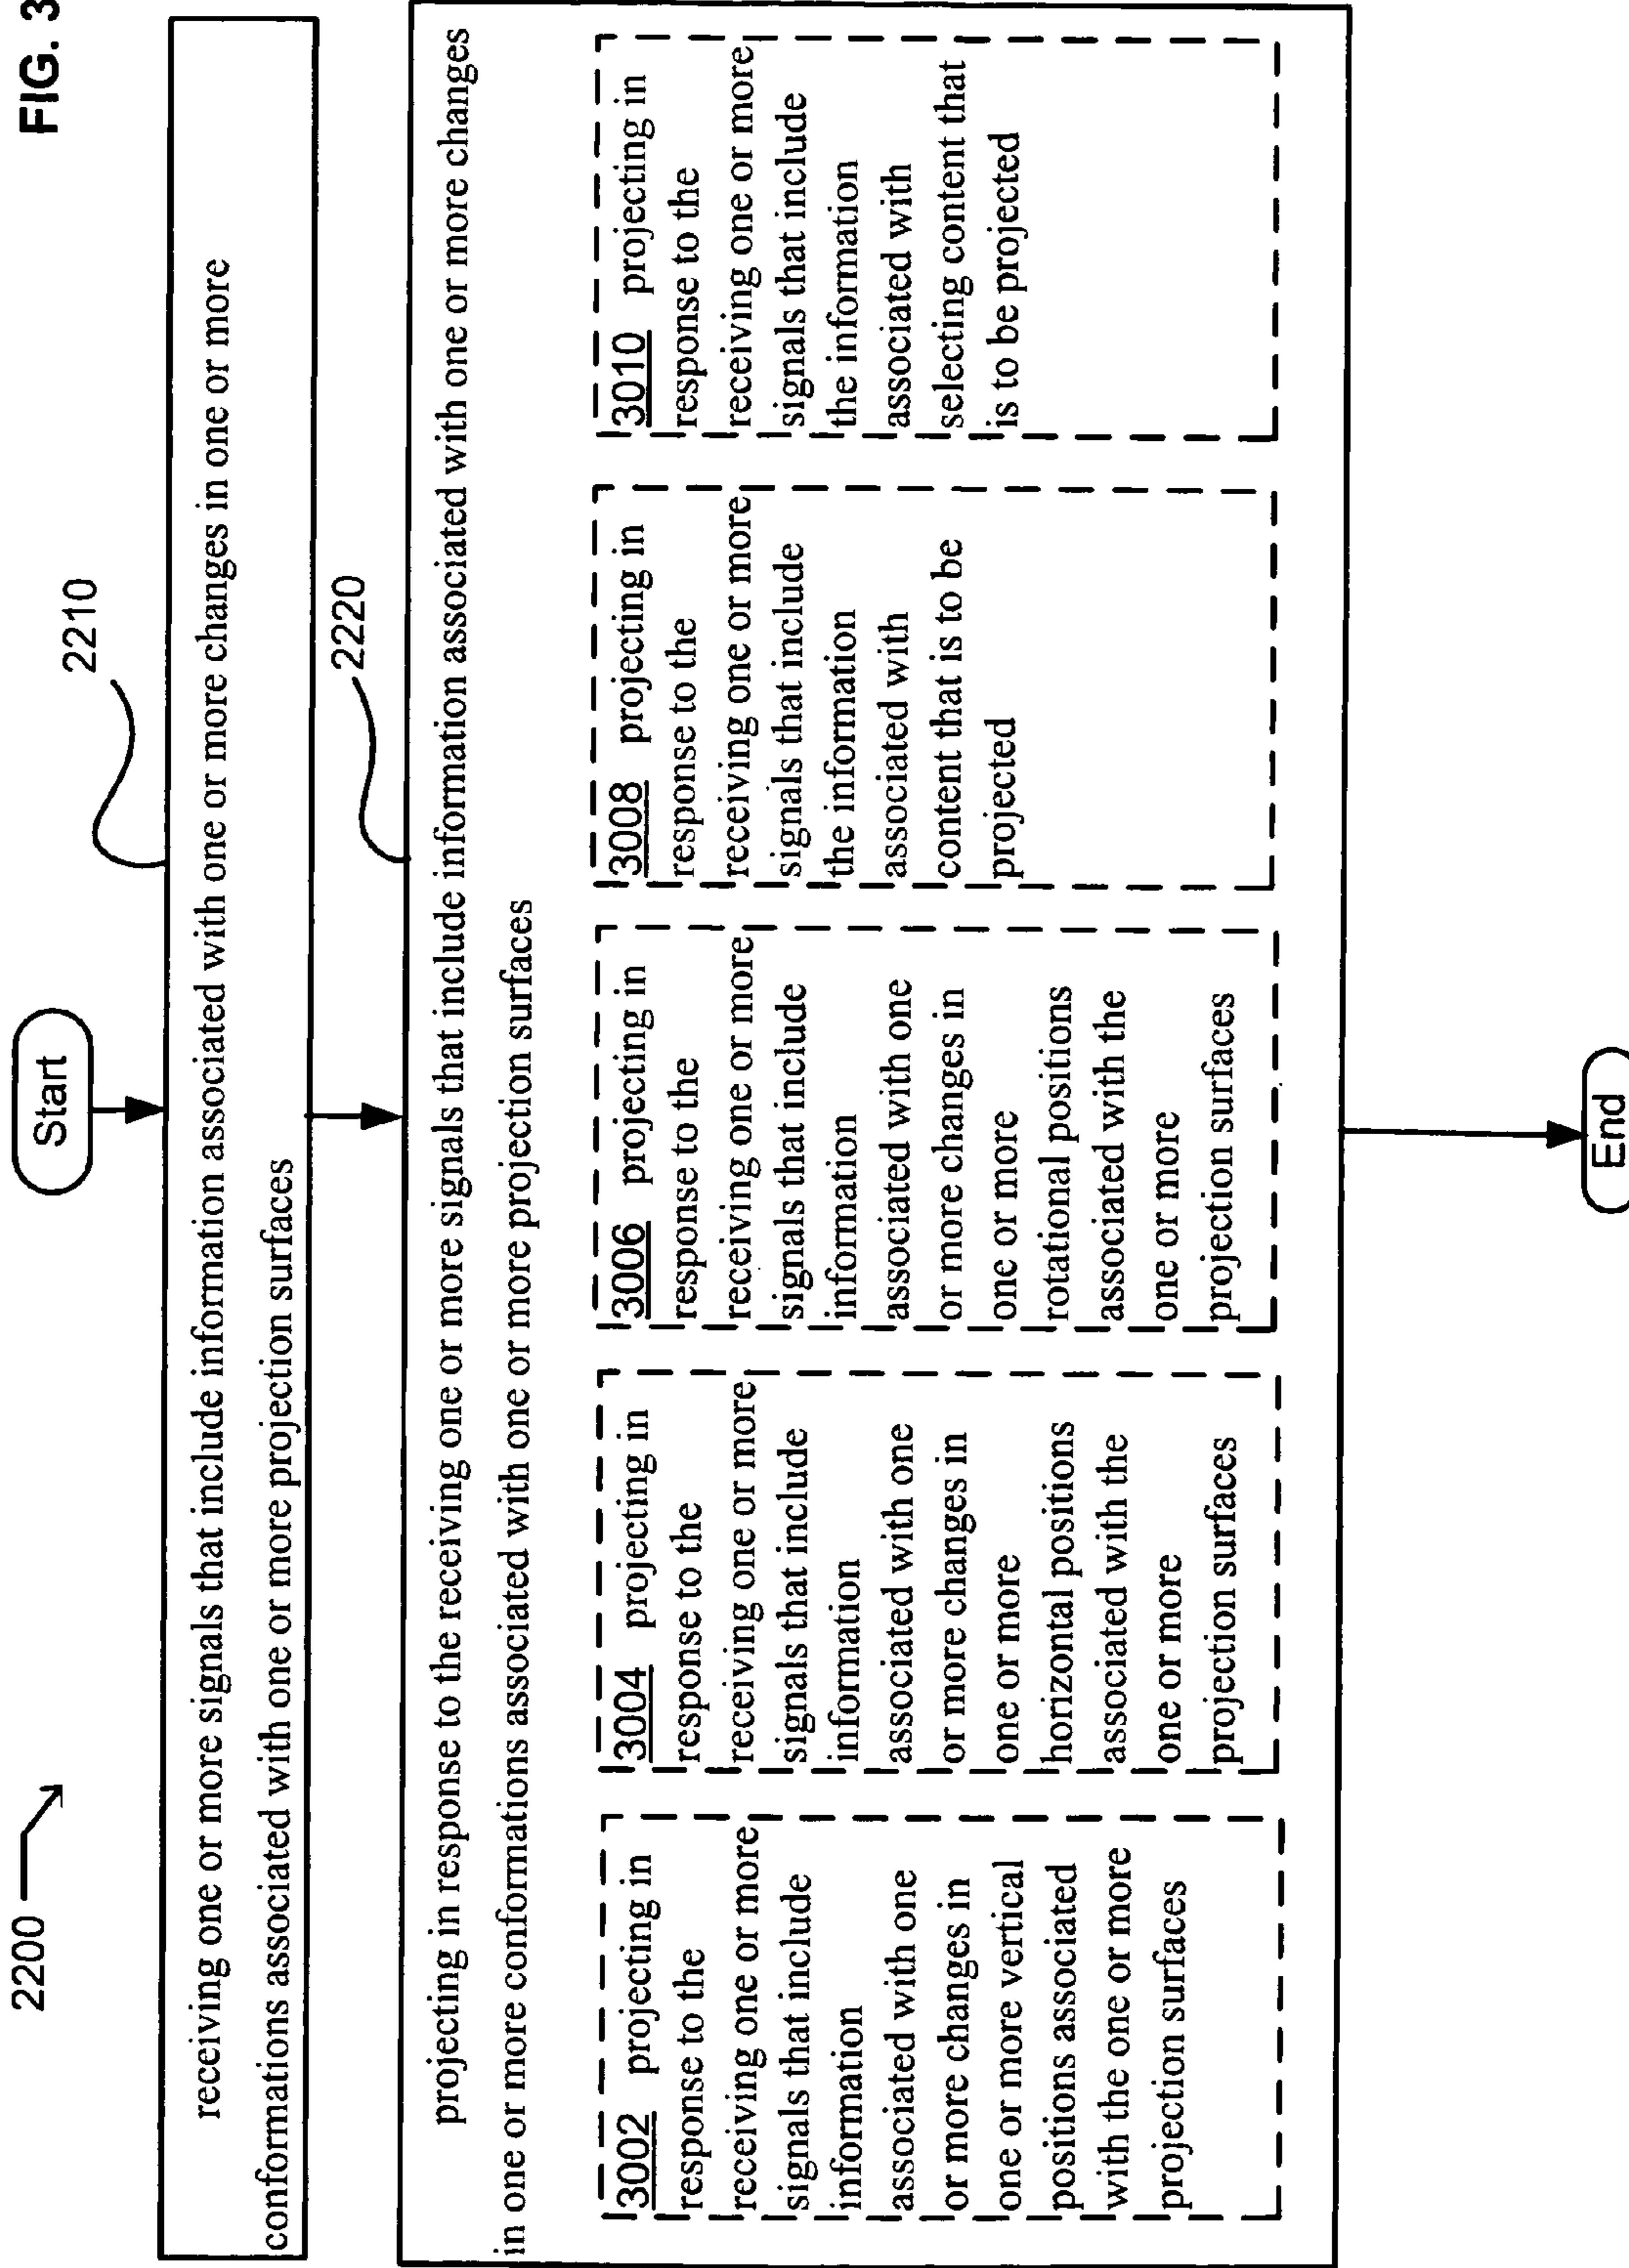 FIG. 3
2200
Start
2210
receiving one or more signals that include information associated with one or more changes in one or more
conformations associated with one or more projection surfaces
2220
projecting in response to the receiving one or more signals that include information associated with one or more changes
in one or more conformations associated with one or more projection surfaces
3002 projecting in
response to the
receiving one or more
signals that include
information
associated with one
or more changes in
one or more vertical
positions associated
with the one or more
projection surfaces
3004 projecting in
response to the
receiving one or more
signals that include
information
associated with one
or more changes in
one or more
horizontal positions
associated with the
one or more
projection surfaces
3006 projecting in
response to the
receiving one or more
signals that include
information
associated with one
or more changes in
one or more
rotational positions
associated with the
one or more
projection surfaces
3008 projecting in
response to the
receiving one or more
signals that include
the information
associated with
content that is to be
projected
3010 projecting in
response to the
receiving one or more
signals that include
the information
associated with
selecting content that
is to be projected
End